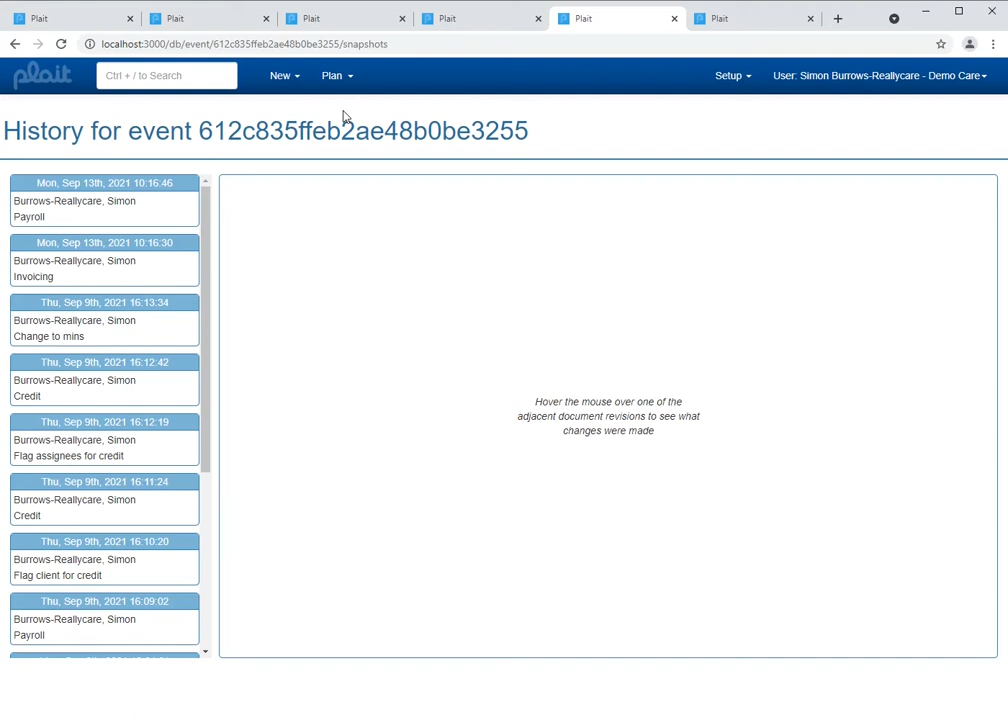 Plait
Plait
Plait
Plait
Plait
Plait
localhost:3000/db/event/612c835ffeb2ae48b0be3255/snapshots
plait
Ctrl + / to Search
New
Plan
Setup
User: Simon Burrows-Reallycare - Demo Care
History for event 612c835ffeb2ae48b0be3255
Mon, Sep 13th, 2021 10:16:46
Burrows-Reallycare, Simon
Payroll
Mon, Sep 13th, 2021 10:16:30
Burrows-Reallycare, Simon
Invoicing
Thu, Sep 9th, 2021 16:13:34
Burrows-Reallycare, Simon
Change to mins
Thu, Sep 9th, 2021 16:12:42
Burrows-Reallycare, Simon
Credit
Thu, Sep 9th, 2021 16:12:19
Burrows-Reallycare, Simon
Flag assignees for credit
Thu, Sep 9th, 2021 16:11:24
Burrows-Reallycare, Simon
Credit
Thu, Sep 9th, 2021 16:10:20
Burrows-Reallycare, Simon
Flag client for credit
Thu, Sep 9th, 2021 16:09:02
Burrows-Reallycare, Simon
Payroll
Hover the mouse over one of the
adjacent document revisions to see what
changes were made